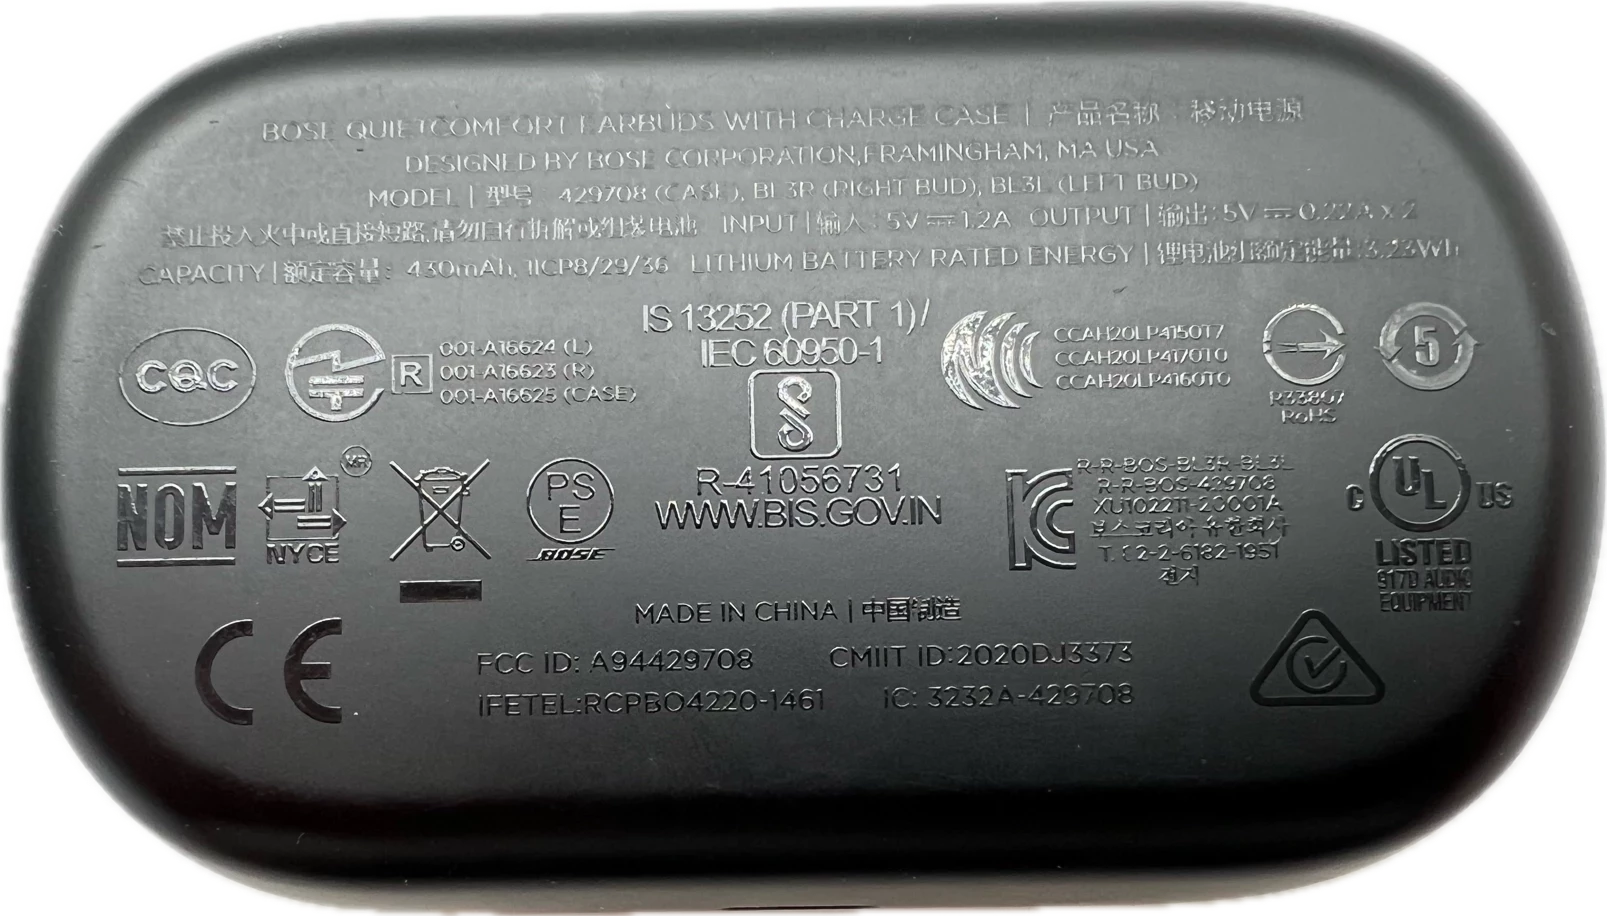 BOSE QUIETCOMFORT EARBUDS WITH CHARGE CASE | 产品名称：移动电源
DESIGNED BY BOSE CORPORATION, FRAMINGHAM, MA USA
MODEL | 型号：429708 (CASE), BL3R (RIGHT BUD), BL3L (LEFT BUD)
禁止投入火中或直接短路,请勿自行拆解或组装电池 INPUT | 输入：5V ⎓ 1.2A OUTPUT | 输出：5V ⎓ 0.22A x 2
CAPACITY | 额定容量：430mAh, 1ICP8/29/36 LITHIUM BATTERY RATED ENERGY | 锂电池组额定能量:3.23Wh
CQC
R
001-A16624 (L)
001-A16623 (R)
001-A16625 (CASE)
IS 13252 (PART 1)/
IEC 60950-1
R-41056731
WWW.BIS.GOV.IN
CCAH20LP4150T7
CCAH20LP4170T0
CCAH20LP4160T0
R33807
RoHS
5
NOM
MR
NYCE
PS
E
BOSE
R-R-BOS-BL3R-BL3L
R-R-BOS-429708
XU102211-20001A
보스코리아 유한회사
T. 02-2-6182-1951
전지
C UL US
LISTED
917D AUDIO
EQUIPMENT
CE
MADE IN CHINA | 中国制造
FCC ID: A94429708 CMIIT ID:2020DJ3373
IFETEL:RCPBO4220-1461 IC: 3232A-429708